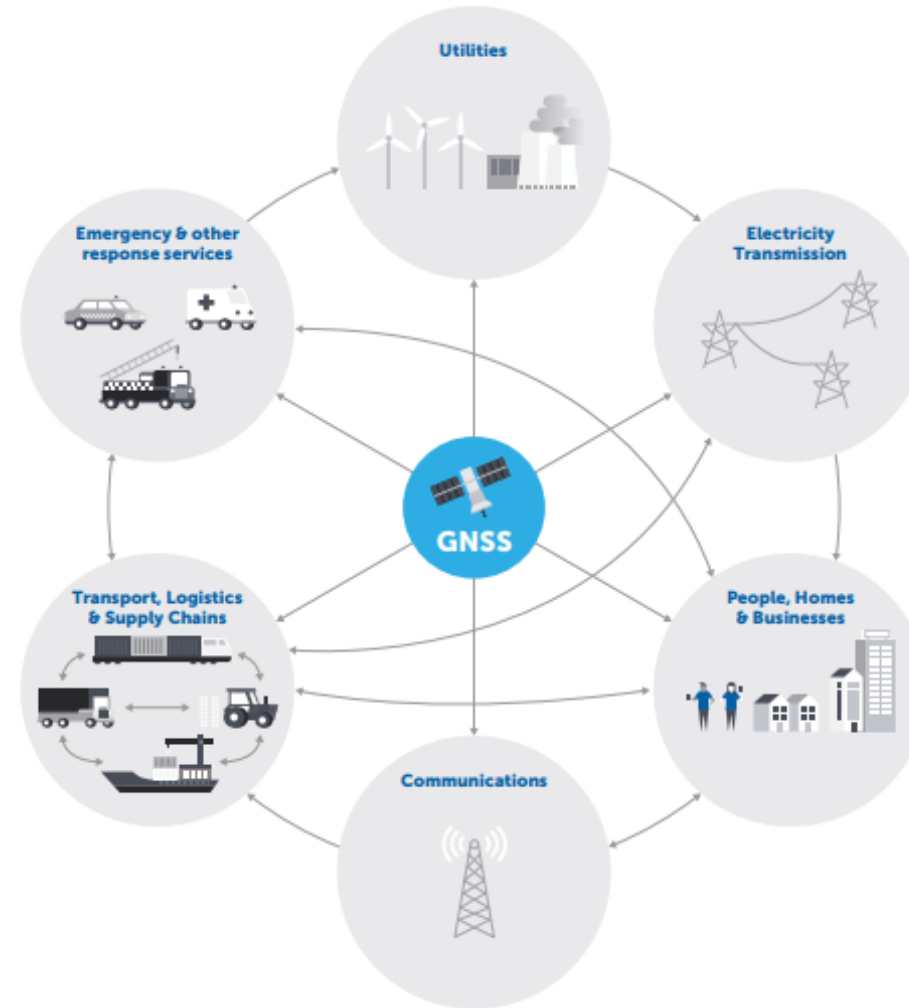 Utilities
Emergency & other
response services
Electricity
Transmission
GNSS
Transport, Logistics
& Supply Chains
People, Homes
& Businesses
Communications